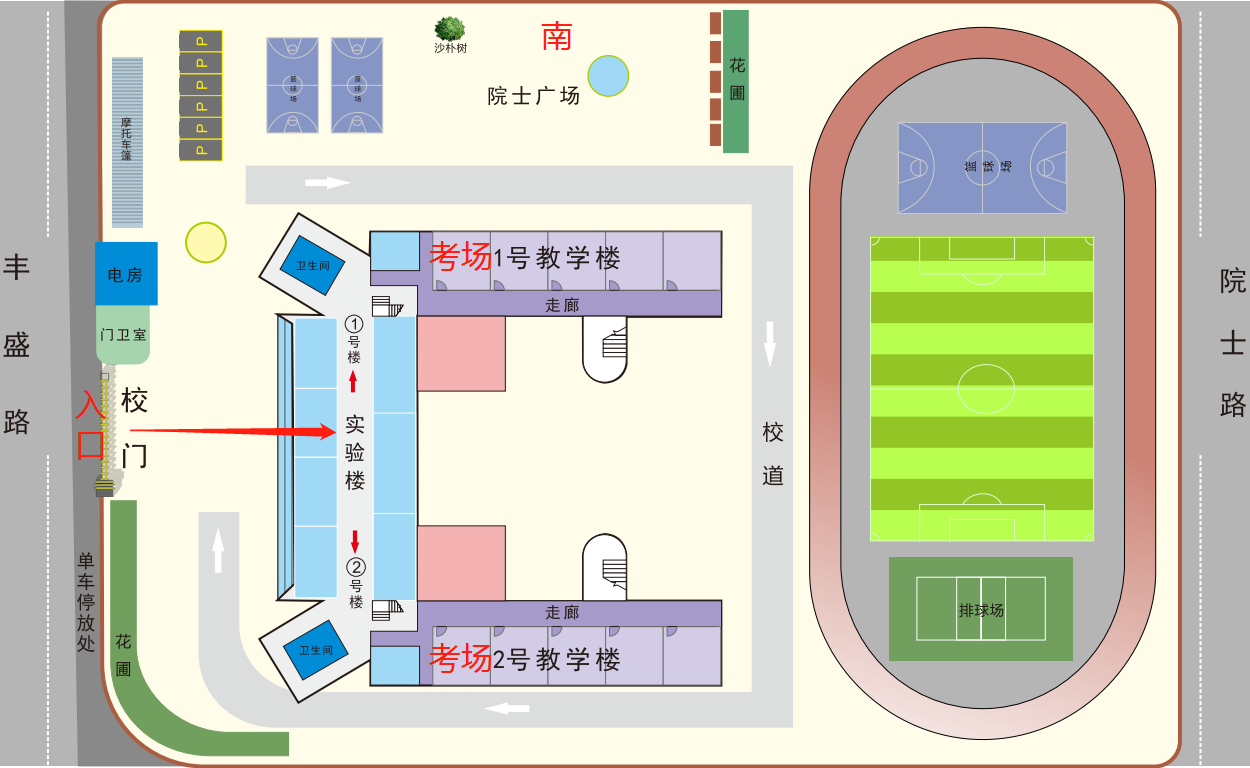 南
沙朴树
院士广场
花圃
P
P
P
P
P
P
篮球场
篮球场
摩托车篷
篮球场
电房
门卫室
卫生间
考场1号教学楼
走廊
①号楼
丰盛路
院士路
入口
校门
实验楼
校道
②号楼
单车停放处
花圃
走廊
排球场
卫生间
考场2号教学楼